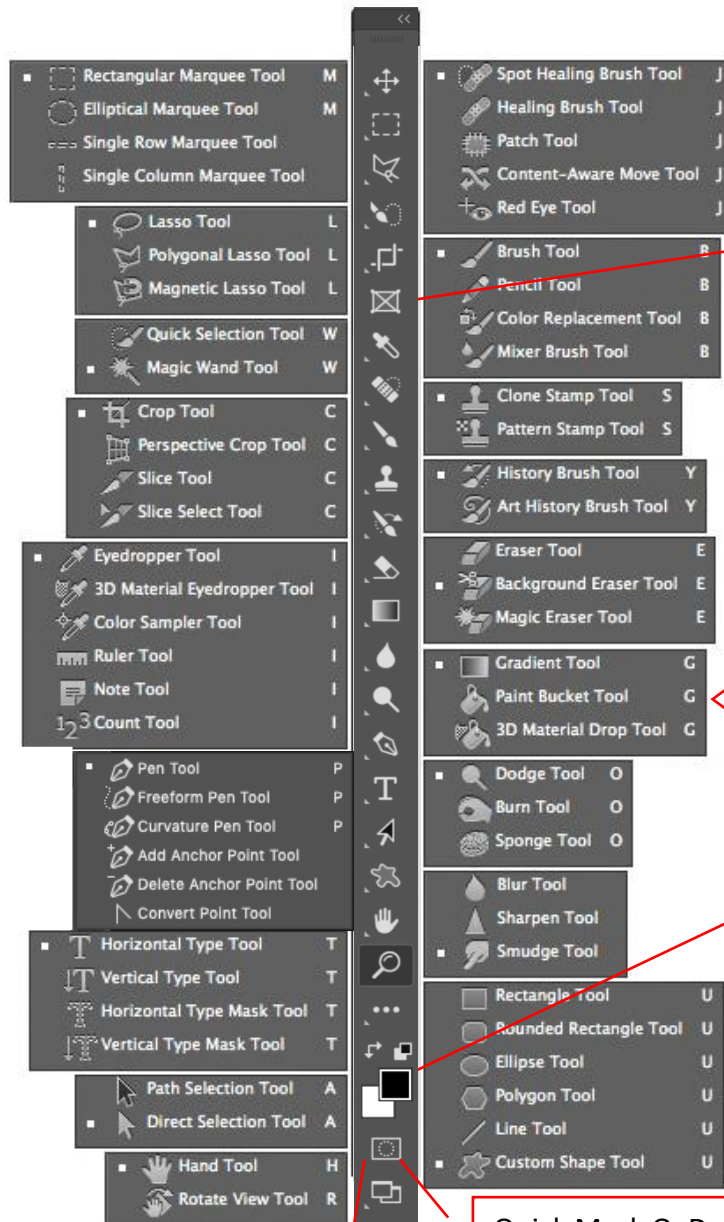 <<
Rectangular Marquee Tool M
Elliptical Marquee Tool M
Single Row Marquee Tool
Single Column Marquee Tool
Lasso Tool L
Polygonal Lasso Tool L
Magnetic Lasso Tool L
Quick Selection Tool W
Magic Wand Tool W
Crop Tool C
Perspective Crop Tool C
Slice Tool C
Slice Select Tool C
Eyedropper Tool I
3D Material Eyedropper Tool I
Color Sampler Tool I
Ruler Tool I
Note Tool I
Count Tool I
Pen Tool P
Freeform Pen Tool P
Curvature Pen Tool P
Add Anchor Point Tool
Delete Anchor Point Tool
Convert Point Tool
Horizontal Type Tool T
Vertical Type Tool T
Horizontal Type Mask Tool T
Vertical Type Mask Tool T
Path Selection Tool A
Direct Selection Tool A
Hand Tool H
Rotate View Tool R
Spot Healing Brush Tool J
Healing Brush Tool J
Patch Tool J
Content-Aware Move Tool J
Red Eye Tool J
Brush Tool B
Pencil Tool B
Color Replacement Tool B
Mixer Brush Tool B
Clone Stamp Tool S
Pattern Stamp Tool S
History Brush Tool Y
Art History Brush Tool Y
Eraser Tool E
Background Eraser Tool E
Magic Eraser Tool E
Gradient Tool G
Paint Bucket Tool G
3D Material Drop Tool G
Dodge Tool O
Burn Tool O
Sponge Tool O
Blur Tool
Sharpen Tool
Smudge Tool
Rectangle Tool U
Rounded Rectangle Tool U
Ellipse Tool U
Polygon Tool U
Line Tool U
Custom Shape Tool U